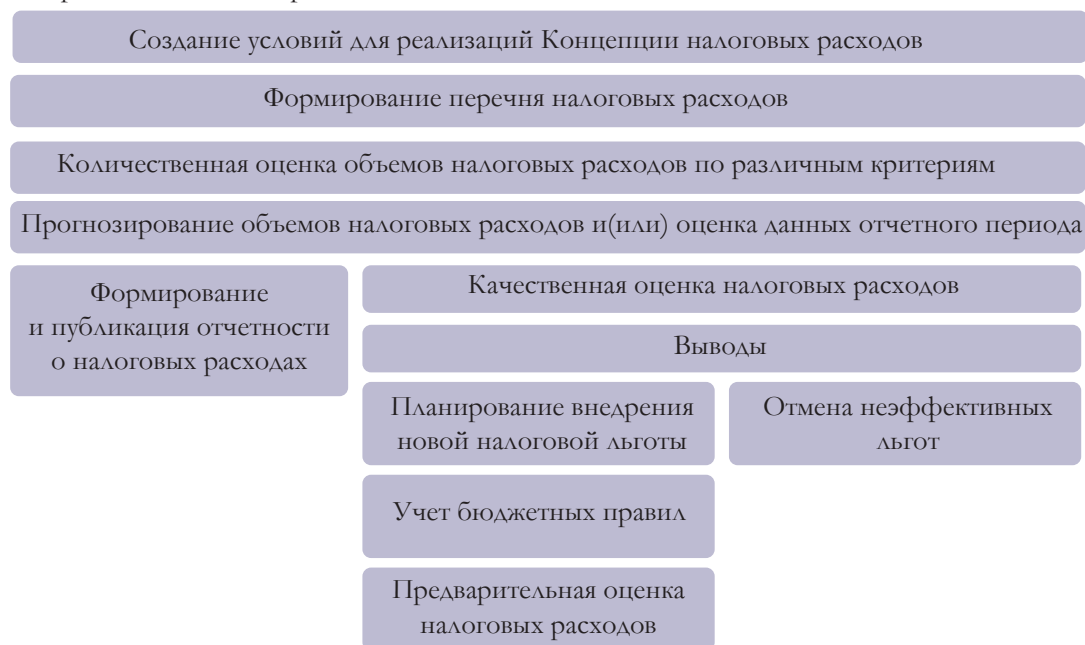 Создание условий для реализаций Концепции налоговых расходов
Формирование перечня налоговых расходов
Количественная оценка объемов налоговых расходов по различным критериям
Прогнозирование объемов налоговых расходов и(или) оценка данных отчетного периода
Формирование
и публикация отчетности
о налоговых расходах
Качественная оценка налоговых расходов
Выводы
Планирование внедрения
новой налоговой льготы
Отмена неэффективных
льгот
Учет бюджетных правил
Предварительная оценка
налоговых расходов